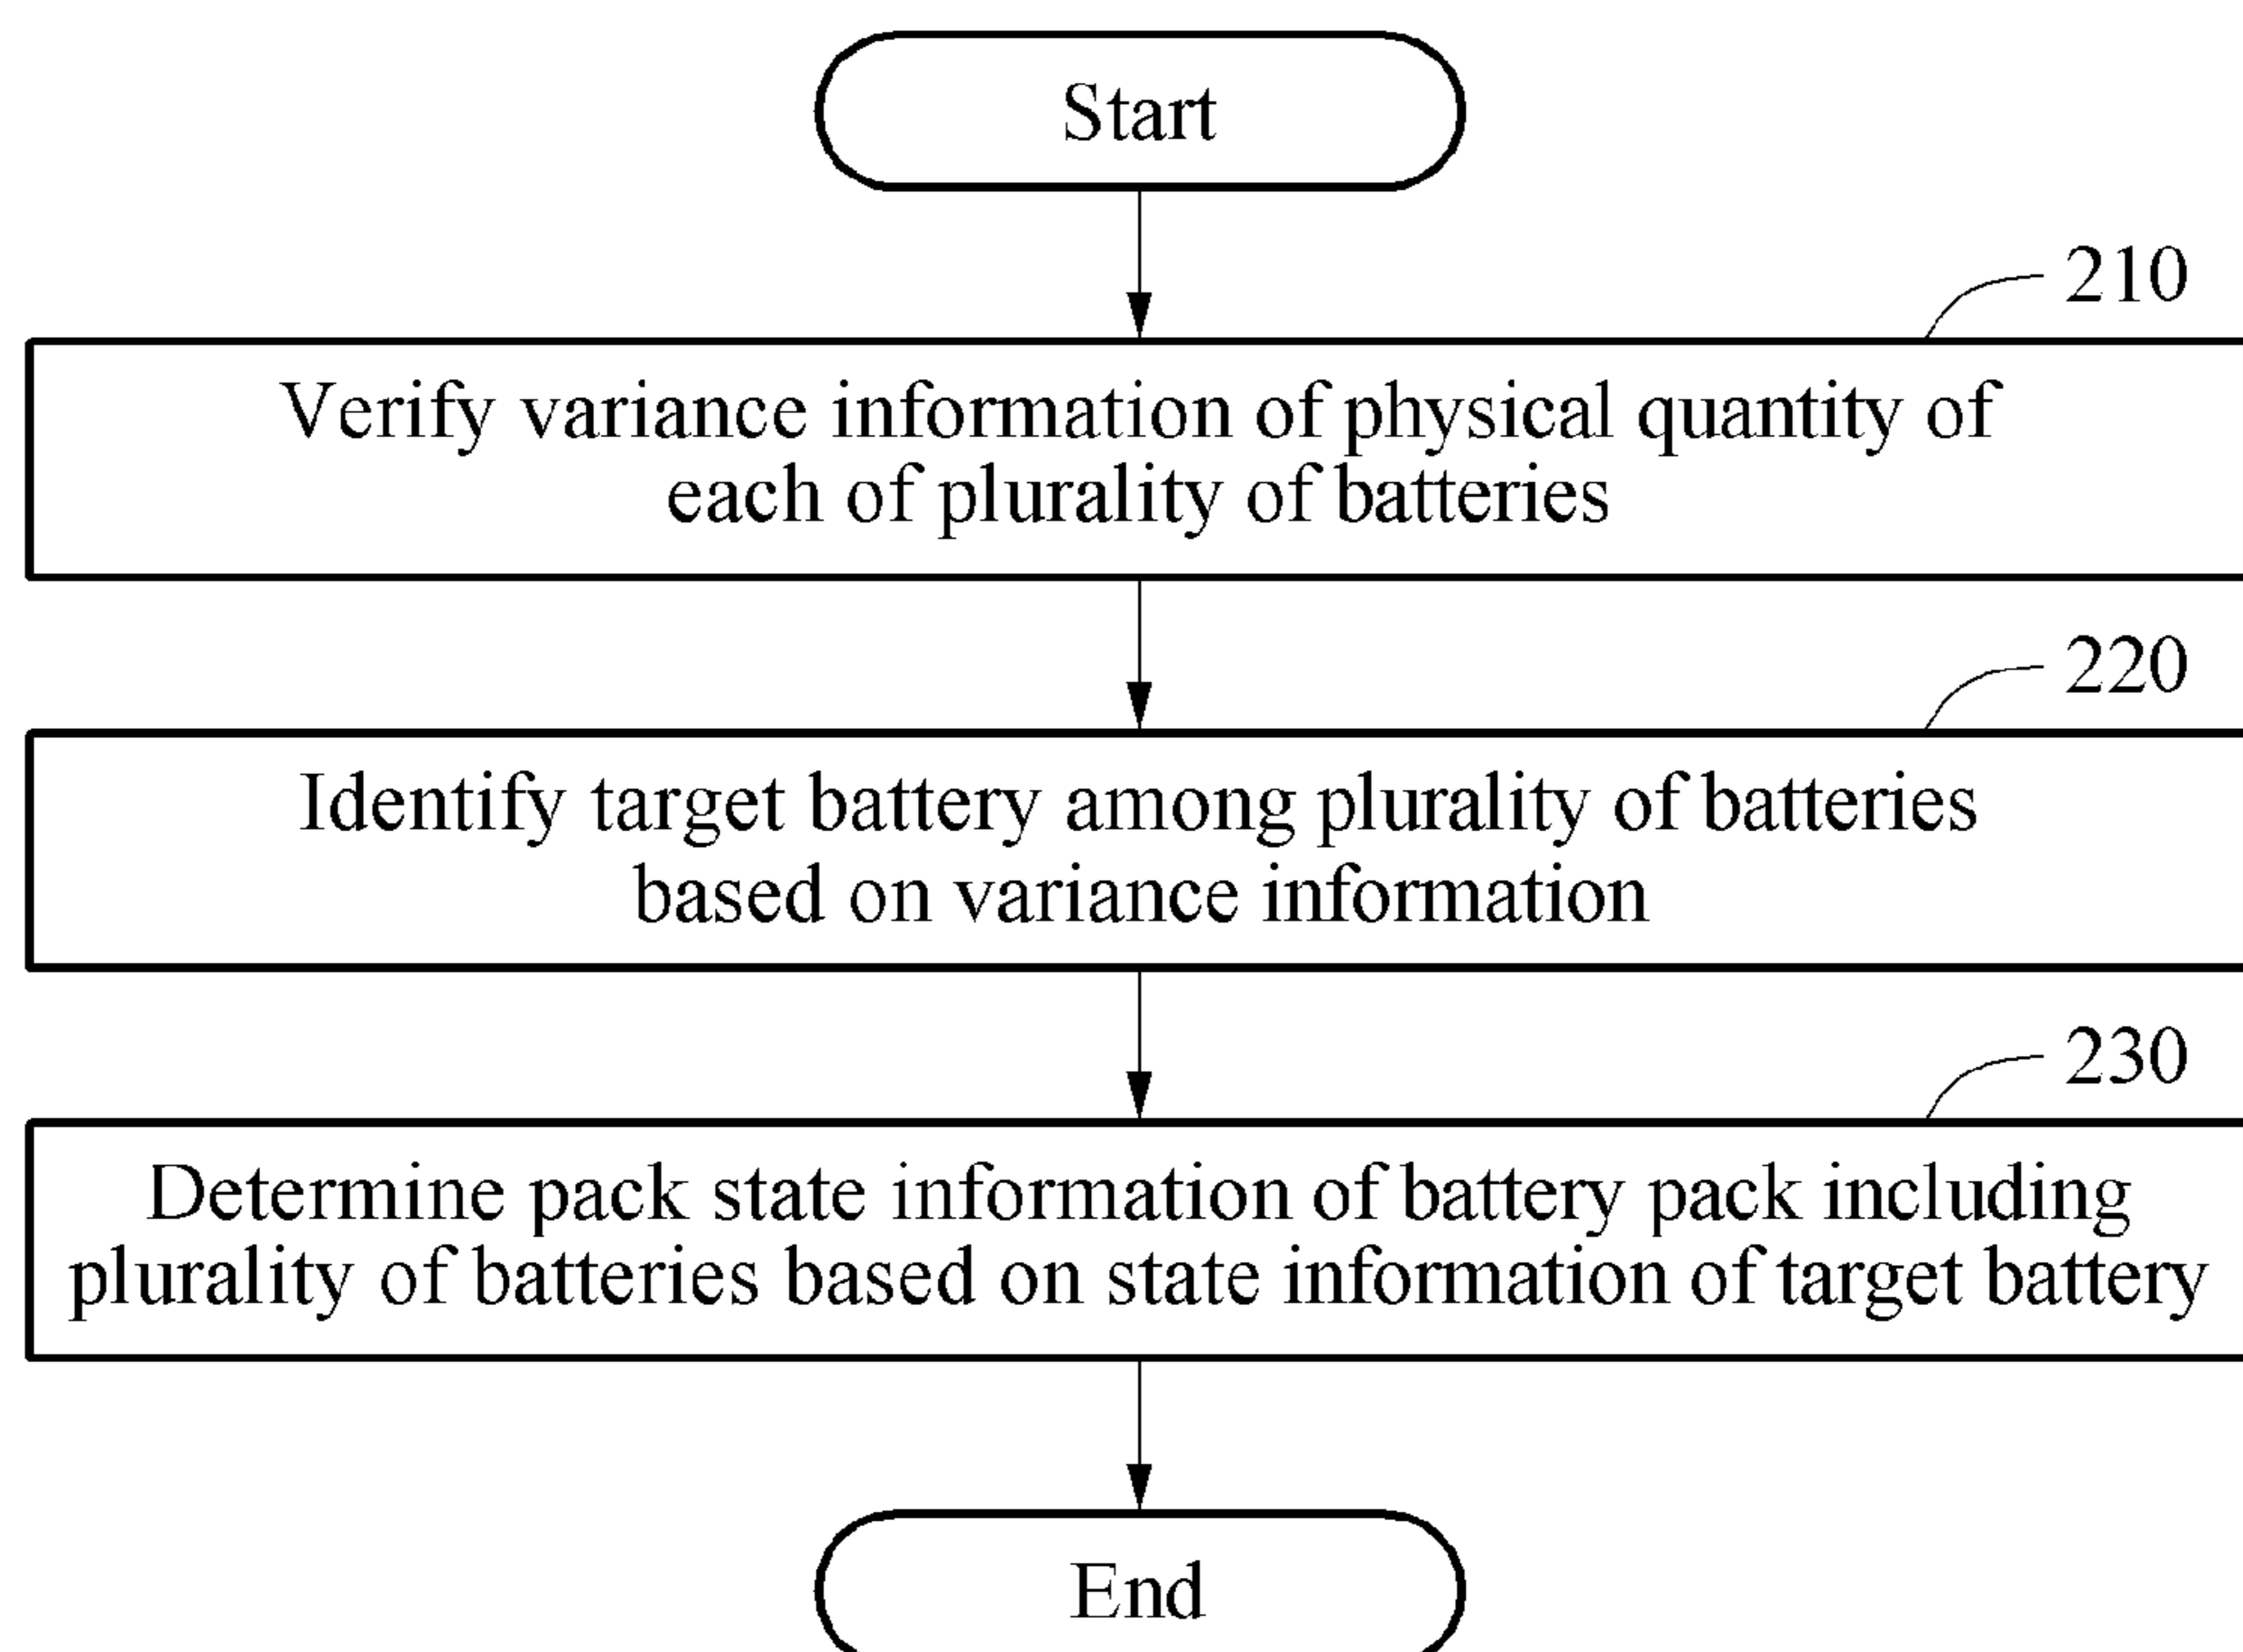 Start
210
Verify variance information of physical quantity of
each of plurality of batteries
220
Identify target battery among plurality of batteries
based on variance information
230
Determine pack state information of battery pack including
plurality of batteries based on state information of target battery
End